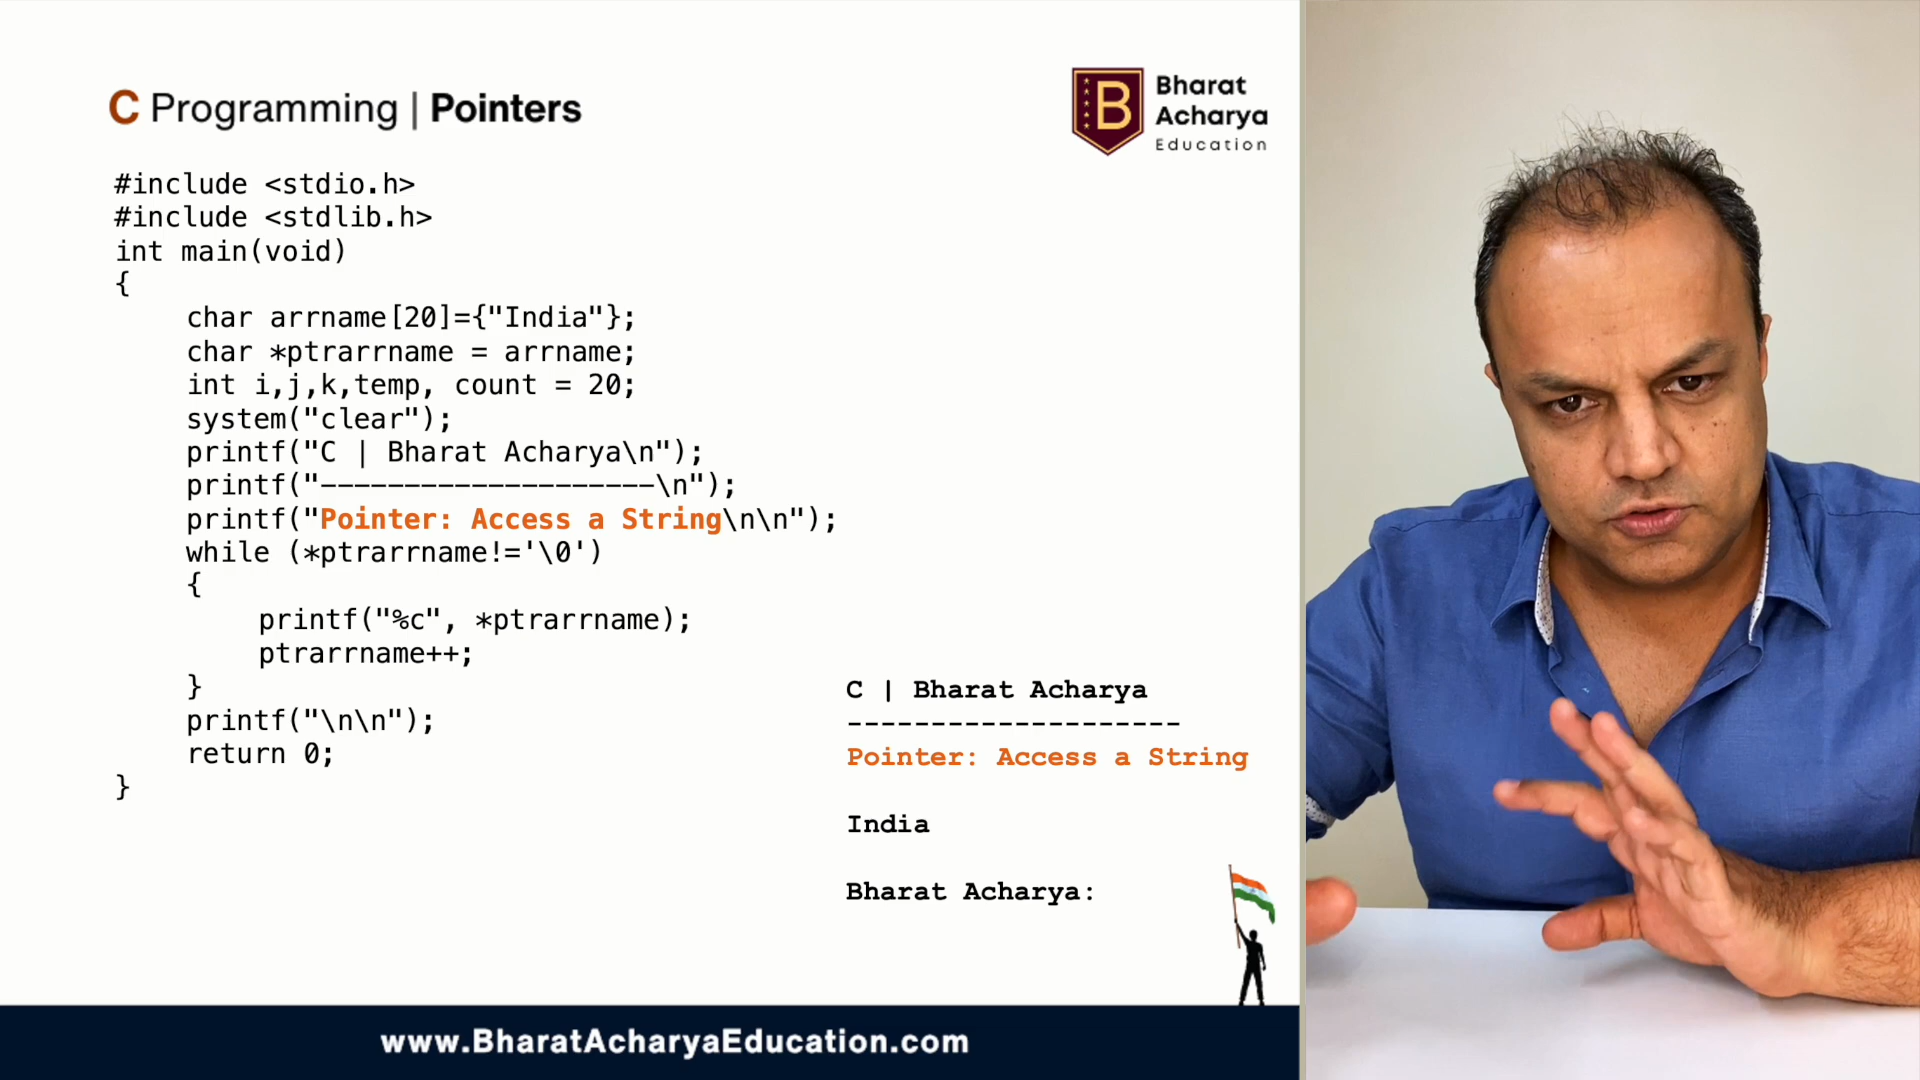 C Programming | Pointers
Bharat
Acharya
Education
#include <stdio.h>
#include <stdlib.h>
int main(void)
{
char arrname[20]={"India"};
char *ptrarrname = arrname;
int i,j,k,temp, count = 20;
system("clear");
printf("C | Bharat Acharya\n");
printf("--------------------\n");
printf("Pointer: Access a String\n\n");
while (*ptrarrname!='\0')
{
printf("%c", *ptrarrname);
ptrarrname++;
}
printf("\n\n");
return 0;
}
C | Bharat Acharya
--------------------
Pointer: Access a String
India
Bharat Acharya:
www.BharatAcharyaEducation.com